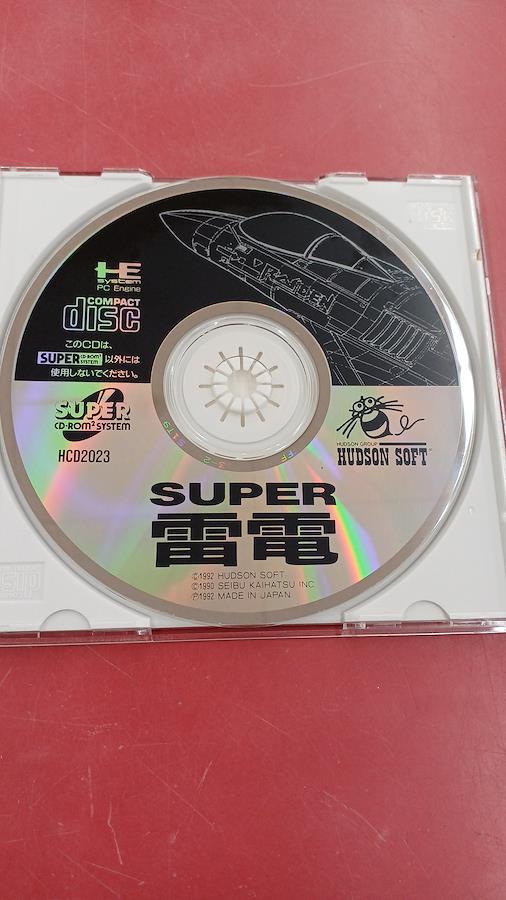 RAIDEN
HE
system
PC Engine
COMPACT
disc
このCDは、
SUPER CD-ROM² SYSTEM 以外には
使用しないでください。
SUPER
CD-ROM² SYSTEM
HCD2023
HUDSON GROUP
HUDSON SOFT
SUPER
雷電
©1992 HUDSON SOFT
©1990 SEIBU KAIHATSU INC.
℗1992 MADE IN JAPAN